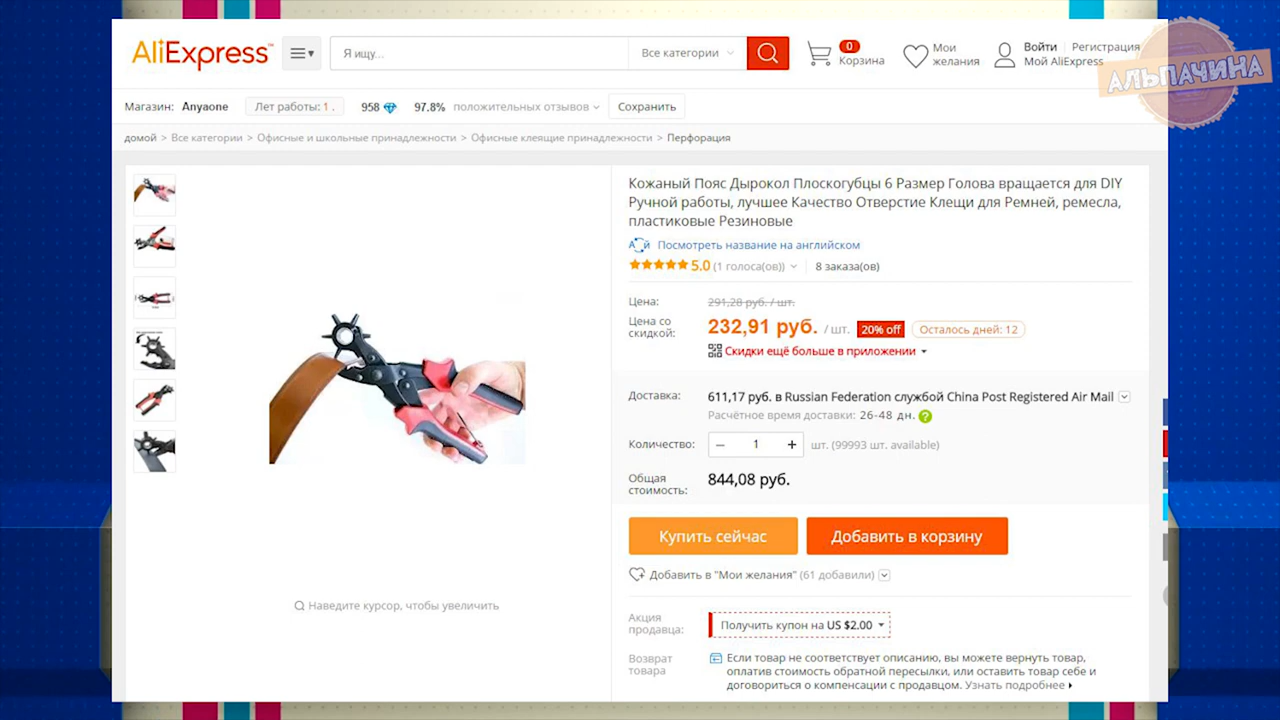 AliExpress™
Я ищу...
Все категории
0
Корзина
Мои
желания
Войти | Регистрация
Мой AliExpress
АЛЬПАЧИНА
Магазин: Anyaone
Лет работы: 1 .
958
97.8% положительных отзывов
Сохранить
домой > Все категории > Офисные и школьные принадлежности > Офисные клеящие принадлежности > Перфорация
Кожаный Пояс Дырокол Плоскогубцы 6 Размер Голова вращается для DIY
Ручной работы, лучшее Качество Отверстие Клещи для Ремней, ремесла,
пластиковые Резиновые
Посмотреть название на английском
5.0 (1 голоса(ов)) 8 заказа(ов)
Цена: 291,28 руб. / шт.
Цена со
скидкой:
232,91 руб. / шт. 20% off Осталось дней: 12
Скидки ещё больше в приложении
Доставка: 611,17 руб. в Russian Federation службой China Post Registered Air Mail
Расчётное время доставки: 26-48 дн. ?
Количество: − 1 + шт. (99993 шт. available)
Общая
стоимость:
844,08 руб.
Купить сейчас
Добавить в корзину
Добавить в "Мои желания" (61 добавили)
Наведите курсор, чтобы увеличить
Акция
продавца:
Получить купон на US $2.00
Возврат
товара
Если товар не соответствует описанию, вы можете вернуть товар,
оплатив стоимость обратной пересылки, или оставить товар себе и
договориться о компенсации с продавцом. Узнать подробнее